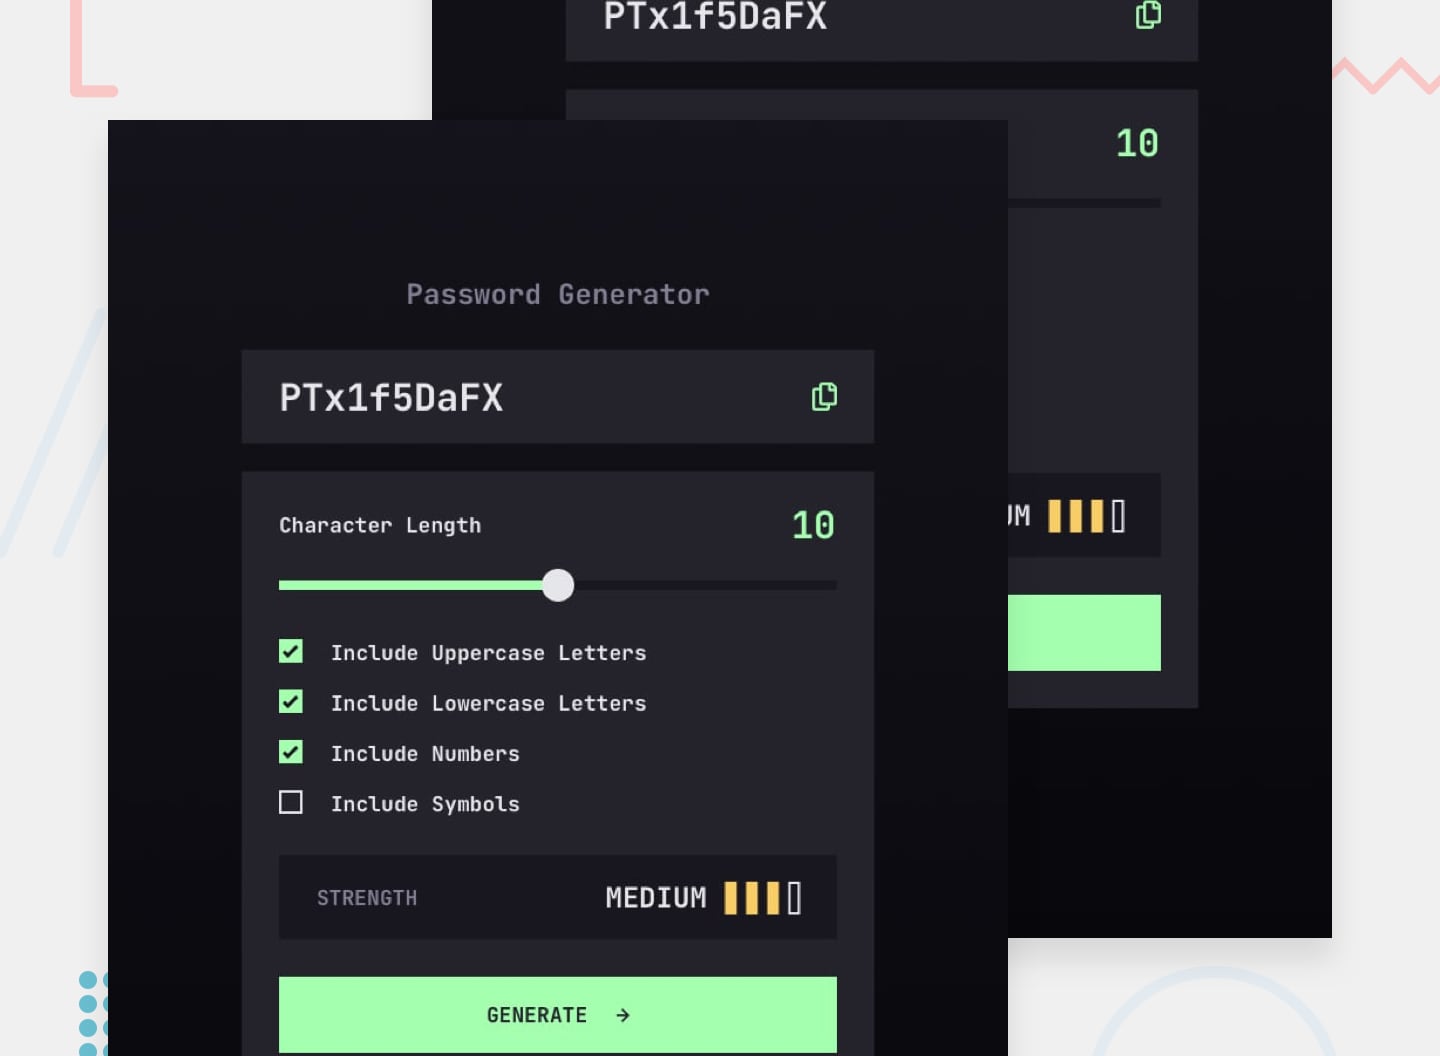 PTx1f5DaFX
10
UM
Password Generator
PTx1f5DaFX
Character Length 10
Include Uppercase Letters
Include Lowercase Letters
Include Numbers
Include Symbols
STRENGTH MEDIUM
GENERATE →